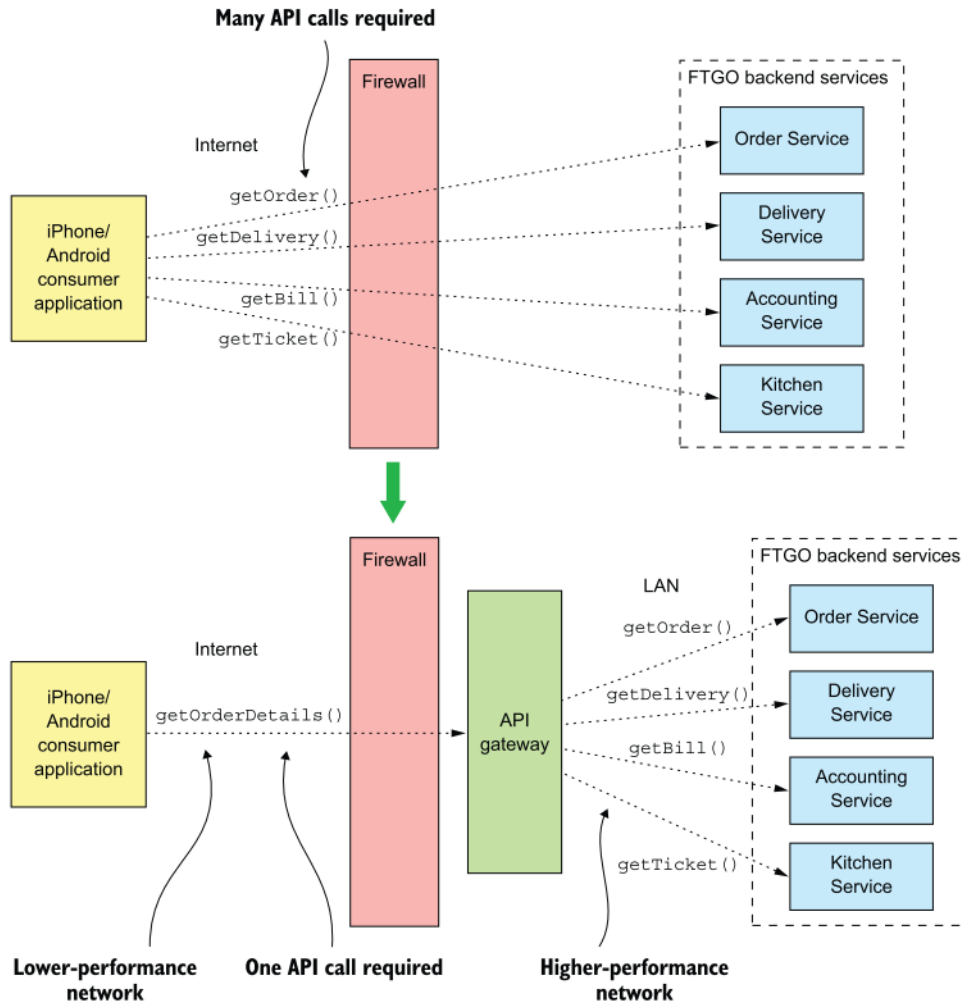 Many API calls required
Firewall
FTGO backend services
Internet
Order Service
getOrder()
iPhone/
Android
consumer
application
getDelivery()
Delivery
Service
getBill()
Accounting
Service
getTicket()
Kitchen
Service
Firewall
FTGO backend services
LAN
Internet
getOrder()
Order Service
iPhone/
Android
consumer
application
getOrderDetails()
API
gateway
getDelivery()
Delivery
Service
getBill()
Accounting
Service
getTicket()
Kitchen
Service
Lower-performance
network
One API call required
Higher-performance
network